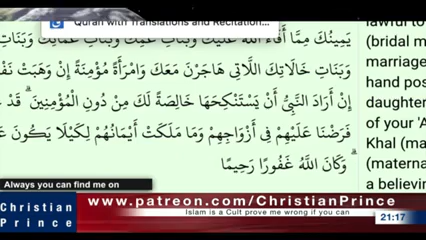 Quran with Translations and Recitation...
يَمِينُكَ مِمَّا أَفَاءَ اللَّهُ عَلَيْكَ وَبَنَاتِ عَمِّكَ وَبَنَاتِ عَمَّاتِكَ وَبَنَاتِ
وَبَنَاتِ خَالَاتِكَ اللَّاتِي هَاجَرْنَ مَعَكَ وَامْرَأَةً مُؤْمِنَةً إِنْ وَهَبَتْ
إِنْ أَرَادَ النَّبِيُّ أَنْ يَسْتَنْكِحَهَا خَالِصَةً لَكَ مِنْ دُونِ الْمُؤْمِنِينَ ۗ قَدْ
فَرَضْنَا عَلَيْهِمْ فِي أَزْوَاجِهِمْ وَمَا مَلَكَتْ أَيْمَانُهُمْ لِكَيْلَا يَكُونَ
ۗ وَكَانَ اللَّهُ غَفُورًا رَحِيمًا
lawful to
(bridal m
marriage
hand pos
daughter
of your 'A
Khal (ma
(materna
a believin
Always you can find me on
Christian
Prince
www.patreon.com/ChristianPrince
Islam is a Cult prove me wrong if you can
21:17